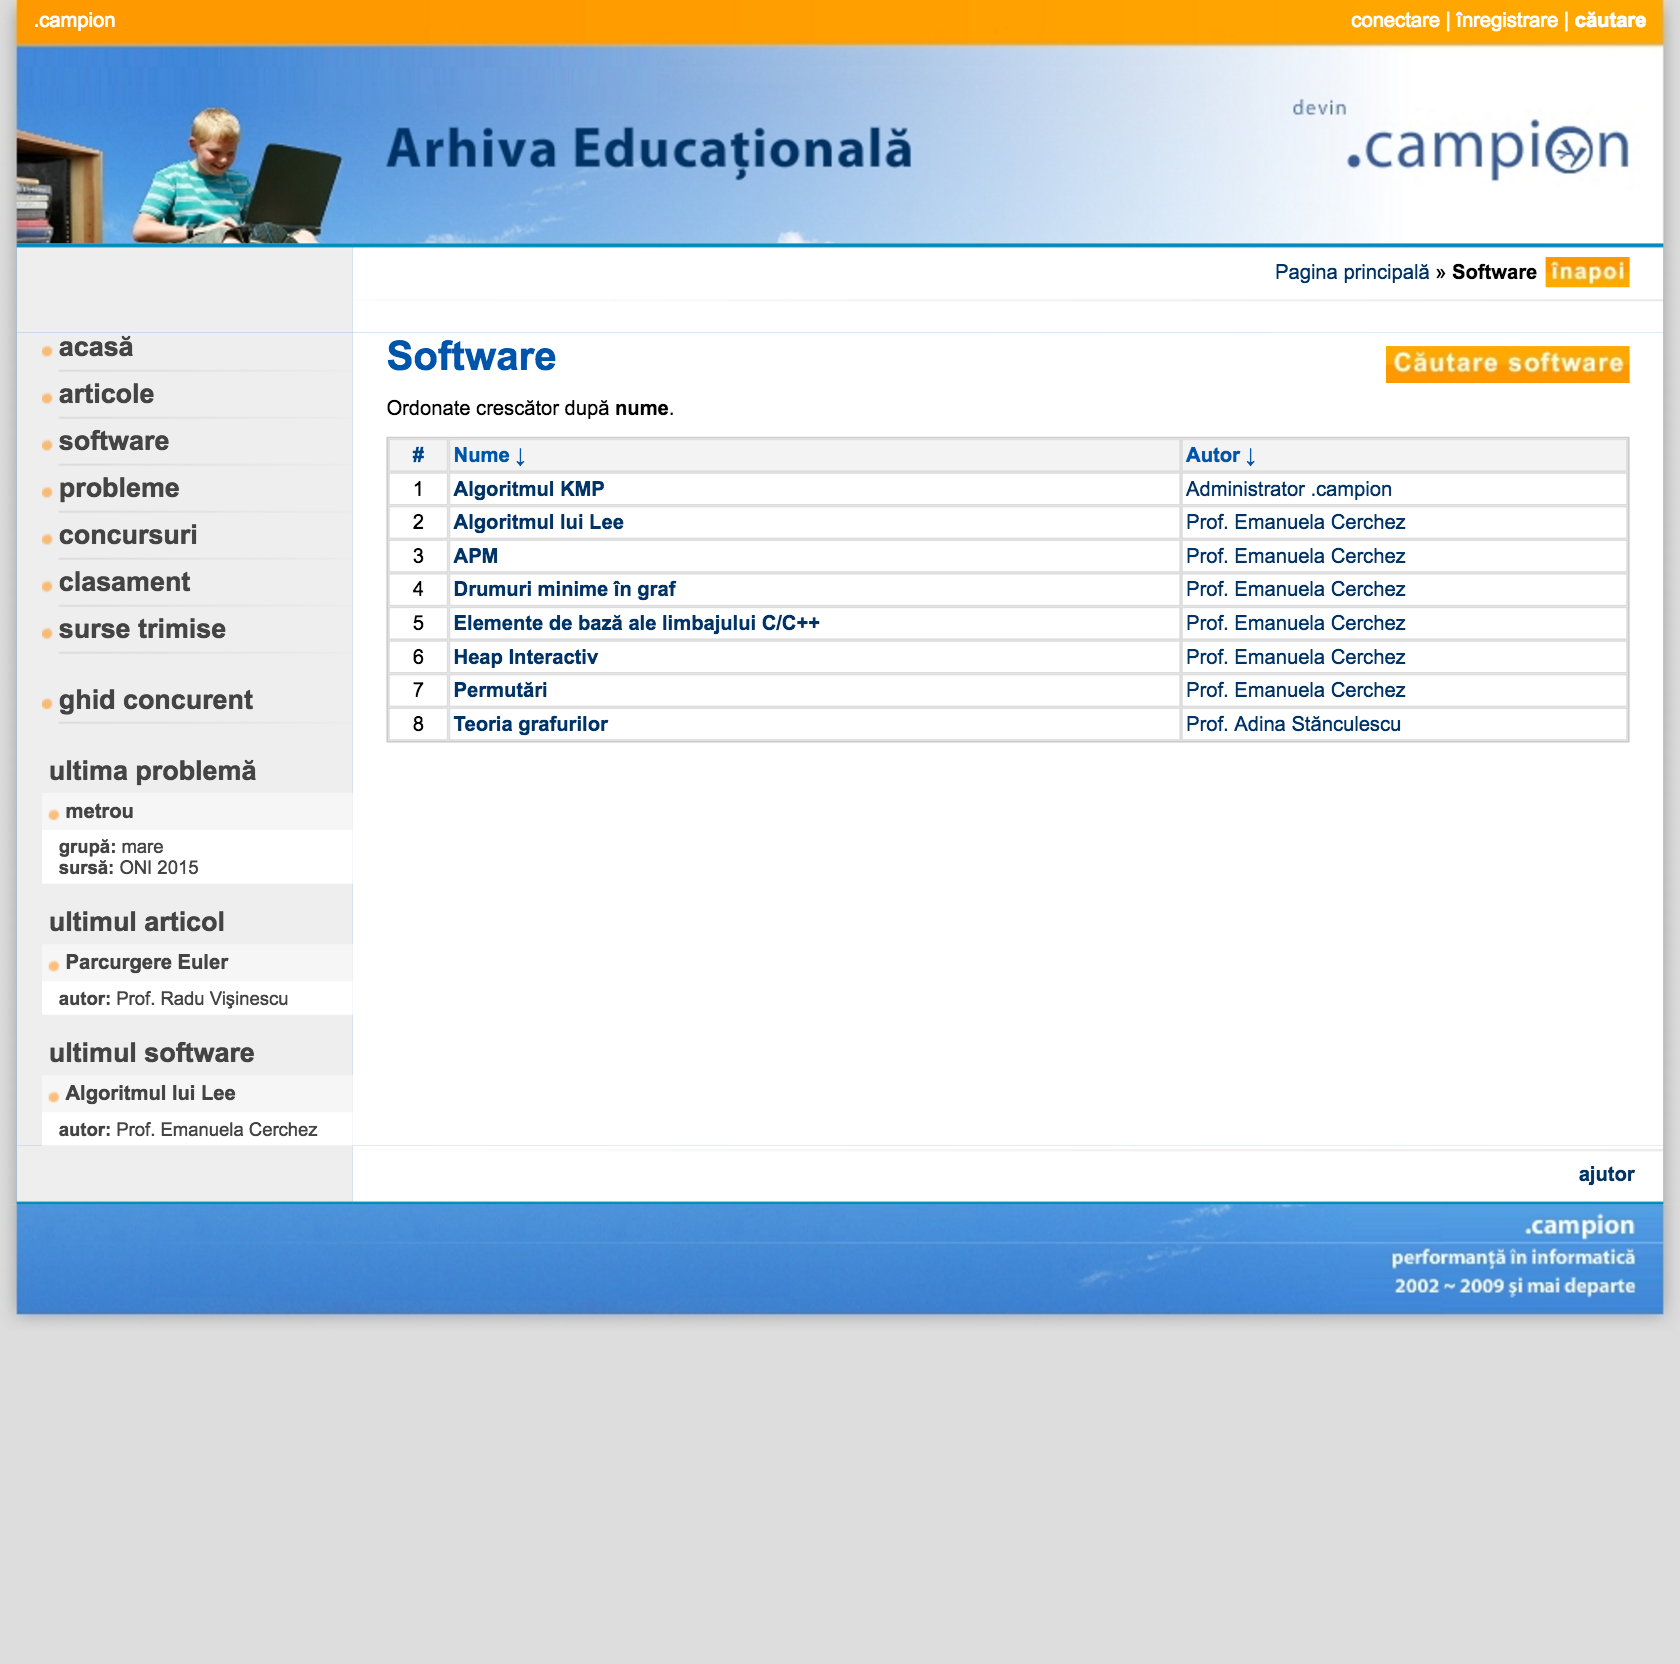 .campion
conectare | înregistrare | căutare
Arhiva Educațională
devin
.campion
Pagina principală » Software înapoi
acasă
articole
software
probleme
concursuri
clasament
surse trimise
ghid concurent
ultima problemă
metrou
grupă: mare
sursă: ONI 2015
ultimul articol
Parcurgere Euler
autor: Prof. Radu Vişinescu
ultimul software
Algoritmul lui Lee
autor: Prof. Emanuela Cerchez
Software
Căutare software
Ordonate crescător după nume.
# Nume ↓ Autor ↓
1 Algoritmul KMP Administrator .campion
2 Algoritmul lui Lee Prof. Emanuela Cerchez
3 APM Prof. Emanuela Cerchez
4 Drumuri minime în graf Prof. Emanuela Cerchez
5 Elemente de bază ale limbajului C/C++ Prof. Emanuela Cerchez
6 Heap Interactiv Prof. Emanuela Cerchez
7 Permutări Prof. Emanuela Cerchez
8 Teoria grafurilor Prof. Adina Stănculescu
ajutor
.campion
performanță în informatică
2002 ~ 2009 şi mai departe